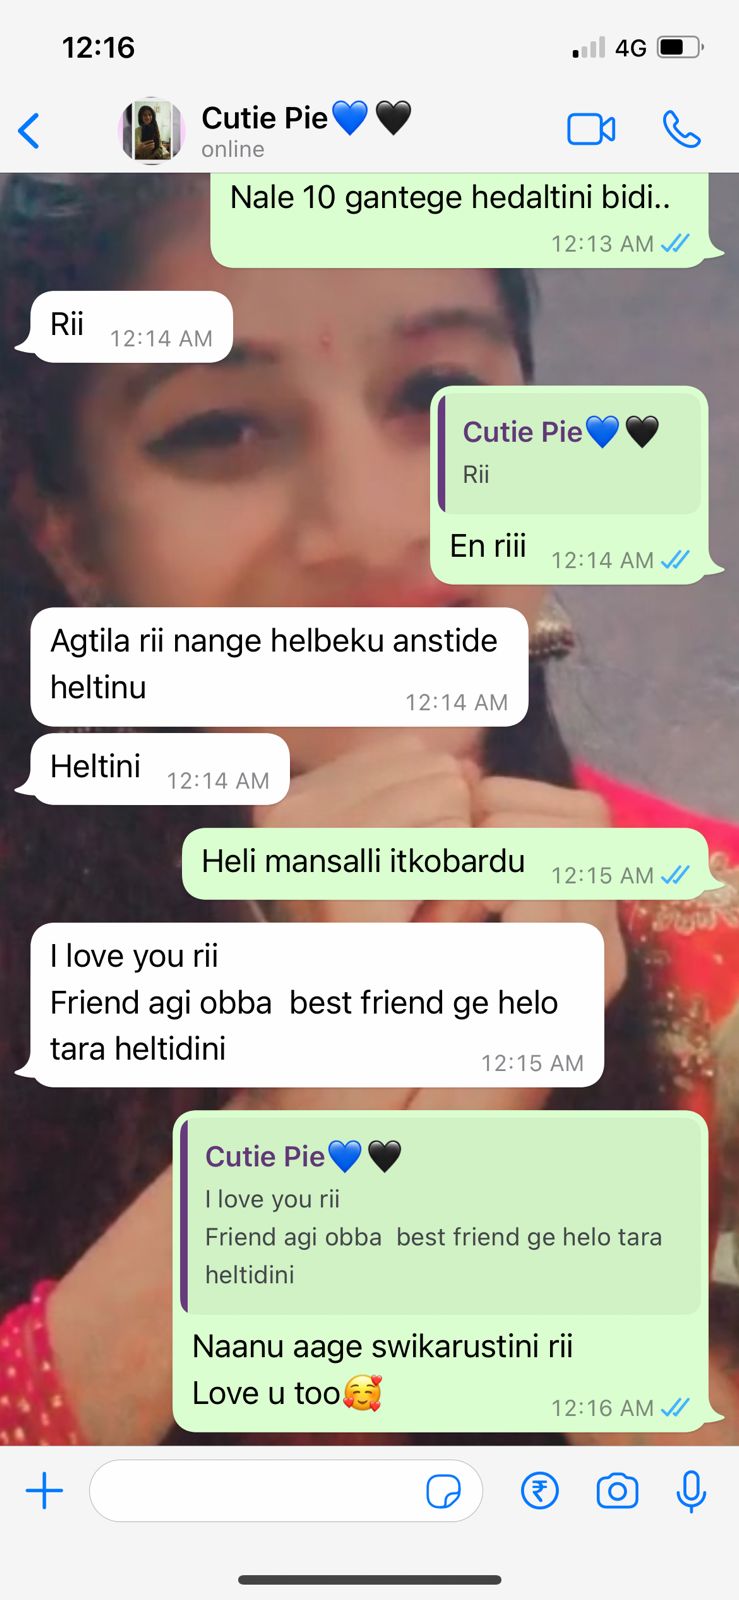 12:16
4G
Cutie Pie💙🖤
online
Nale 10 gantege hedaltini bidi..
12:13 AM
Rii
12:14 AM
Cutie Pie💙🖤
Rii
En riii
12:14 AM
Agtila rii nange helbeku anstide
heltinu
12:14 AM
Heltini
12:14 AM
Heli mansalli itkobardu
12:15 AM
I love you rii
Friend agi obba  best friend ge helo
tara heltidini
12:15 AM
Cutie Pie💙🖤
I love you rii
Friend agi obba  best friend ge helo tara
heltidini
Naanu aage swikarustini rii
Love u too🥰
12:16 AM
₹